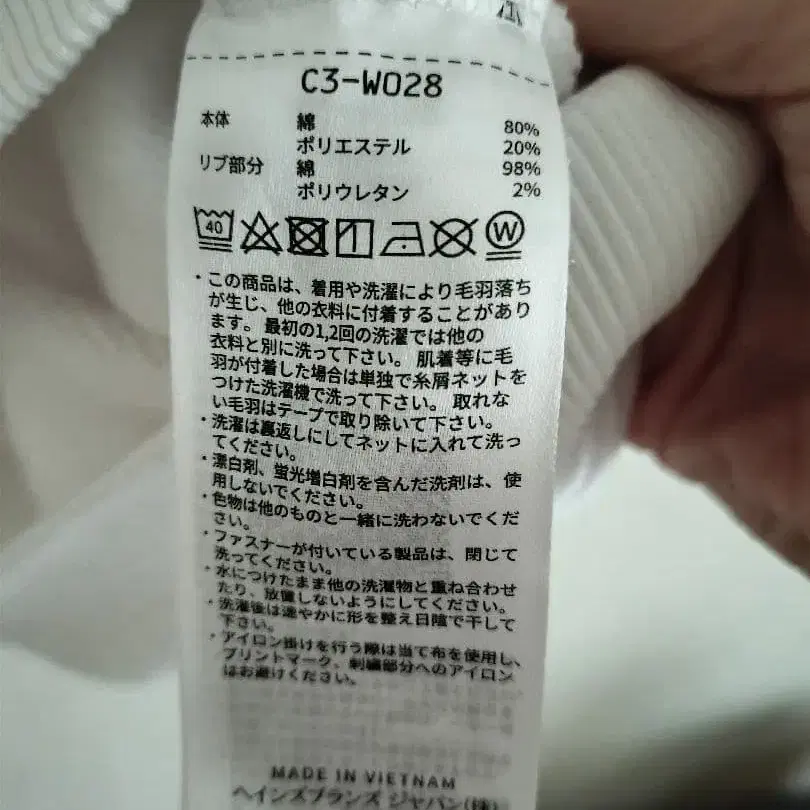 C3-W028
本体 綿 80%
ポリエステル 20%
リブ部分 綿 98%
ポリウレタン 2%
40 W
・この商品は、着用や洗濯により毛羽落ち
が生じ、他の衣料に付着することがあり
ます。最初の1,2回の洗濯では他の
衣料と別に洗って下さい。肌着等に毛
羽が付着した場合は単独で糸屑ネットを
つけた洗濯機で洗って下さい。取れな
い毛羽はテープで取り除いて下さい。
・洗濯は裏返しにしてネットに入れて洗っ
てください。
・漂白剤、蛍光増白剤を含んだ洗剤は、使
用しないでください。
・色物は他のものと一緒に洗わないでくだ
さい。
・ファスナーが付いている製品は、閉じて
洗ってください。
・水につけたまま他の洗濯物と重ね合わせ
たり、放置しないようにしてください。
・洗濯後は速やかに形を整え日陰で干して
下さい。
・アイロン掛けを行う際は当て布を使用し、
プリントマーク、刺繍部分へのアイロン
はお避けください。
MADE IN VIETNAM
ヘインズブランズ ジャパン(株)